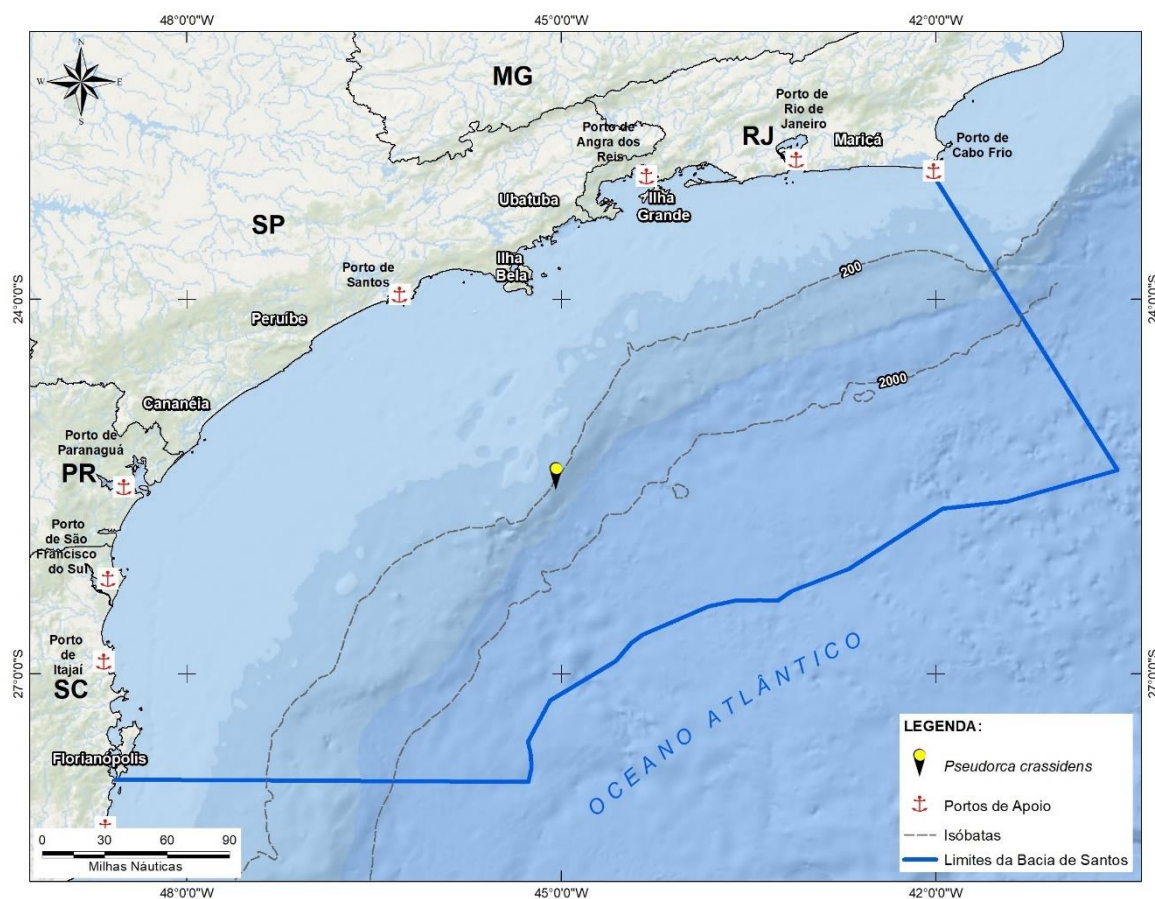 48°0'0"W
45°0'0"W
42°0'0"W
N
W
E
S
MG
Porto de
Rio de
Janeiro
Porto de
Angra dos
Reis
RJ
Maricá
Porto de
Cabo Frio
Ubatuba
Ilha
Grande
SP
Ilha
Bela
Porto de
Santos
200
24°0'0"S
24°0'0"S
Peruíbe
2000
Cananéia
Porto de
Paranaguá
PR
Porto
de São
Francisco
do Sul
Porto
de
Itajaí
SC
27°0'0"S
27°0'0"S
OCEANO ATLÂNTICO
Florianópolis
LEGENDA:
Pseudorca crassidens
Portos de Apoio
Isóbatas
Limites da Bacia de Santos
0 30 60 90
Milhas Náuticas
48°0'0"W
45°0'0"W
42°0'0"W